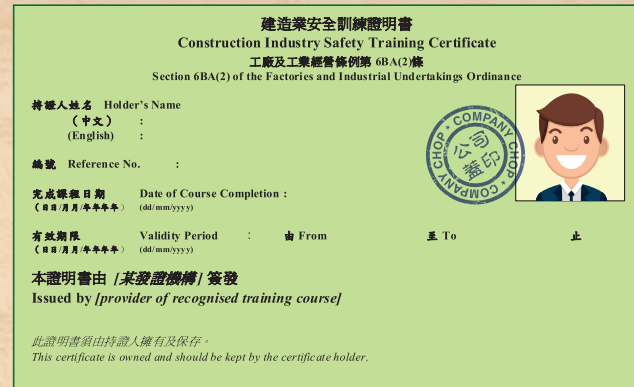 建造業安全訓練證明書
Construction Industry Safety Training Certificate
工廠及工業經營條例第 6BA(2)條
Section 6BA(2) of the Factories and Industrial Undertakings Ordinance
持證人姓名 Holder's Name
（中文） :
(English) :
COMPANY CHOP • COMPANY CHOP •
公司
蓋印
編號 Reference No. :
完成課程日期 Date of Course Completion :
（日日/月月/年年年年） (dd/mm/yyyy)
有效期限 Validity Period : 由 From 至 To 止
（日日/月月/年年年年） (dd/mm/yyyy)
本證明書由 [某發證機構] 簽發
Issued by [provider of recognised training course]
此證明書須由持證人擁有及保存。
This certificate is owned and should be kept by the certificate holder.